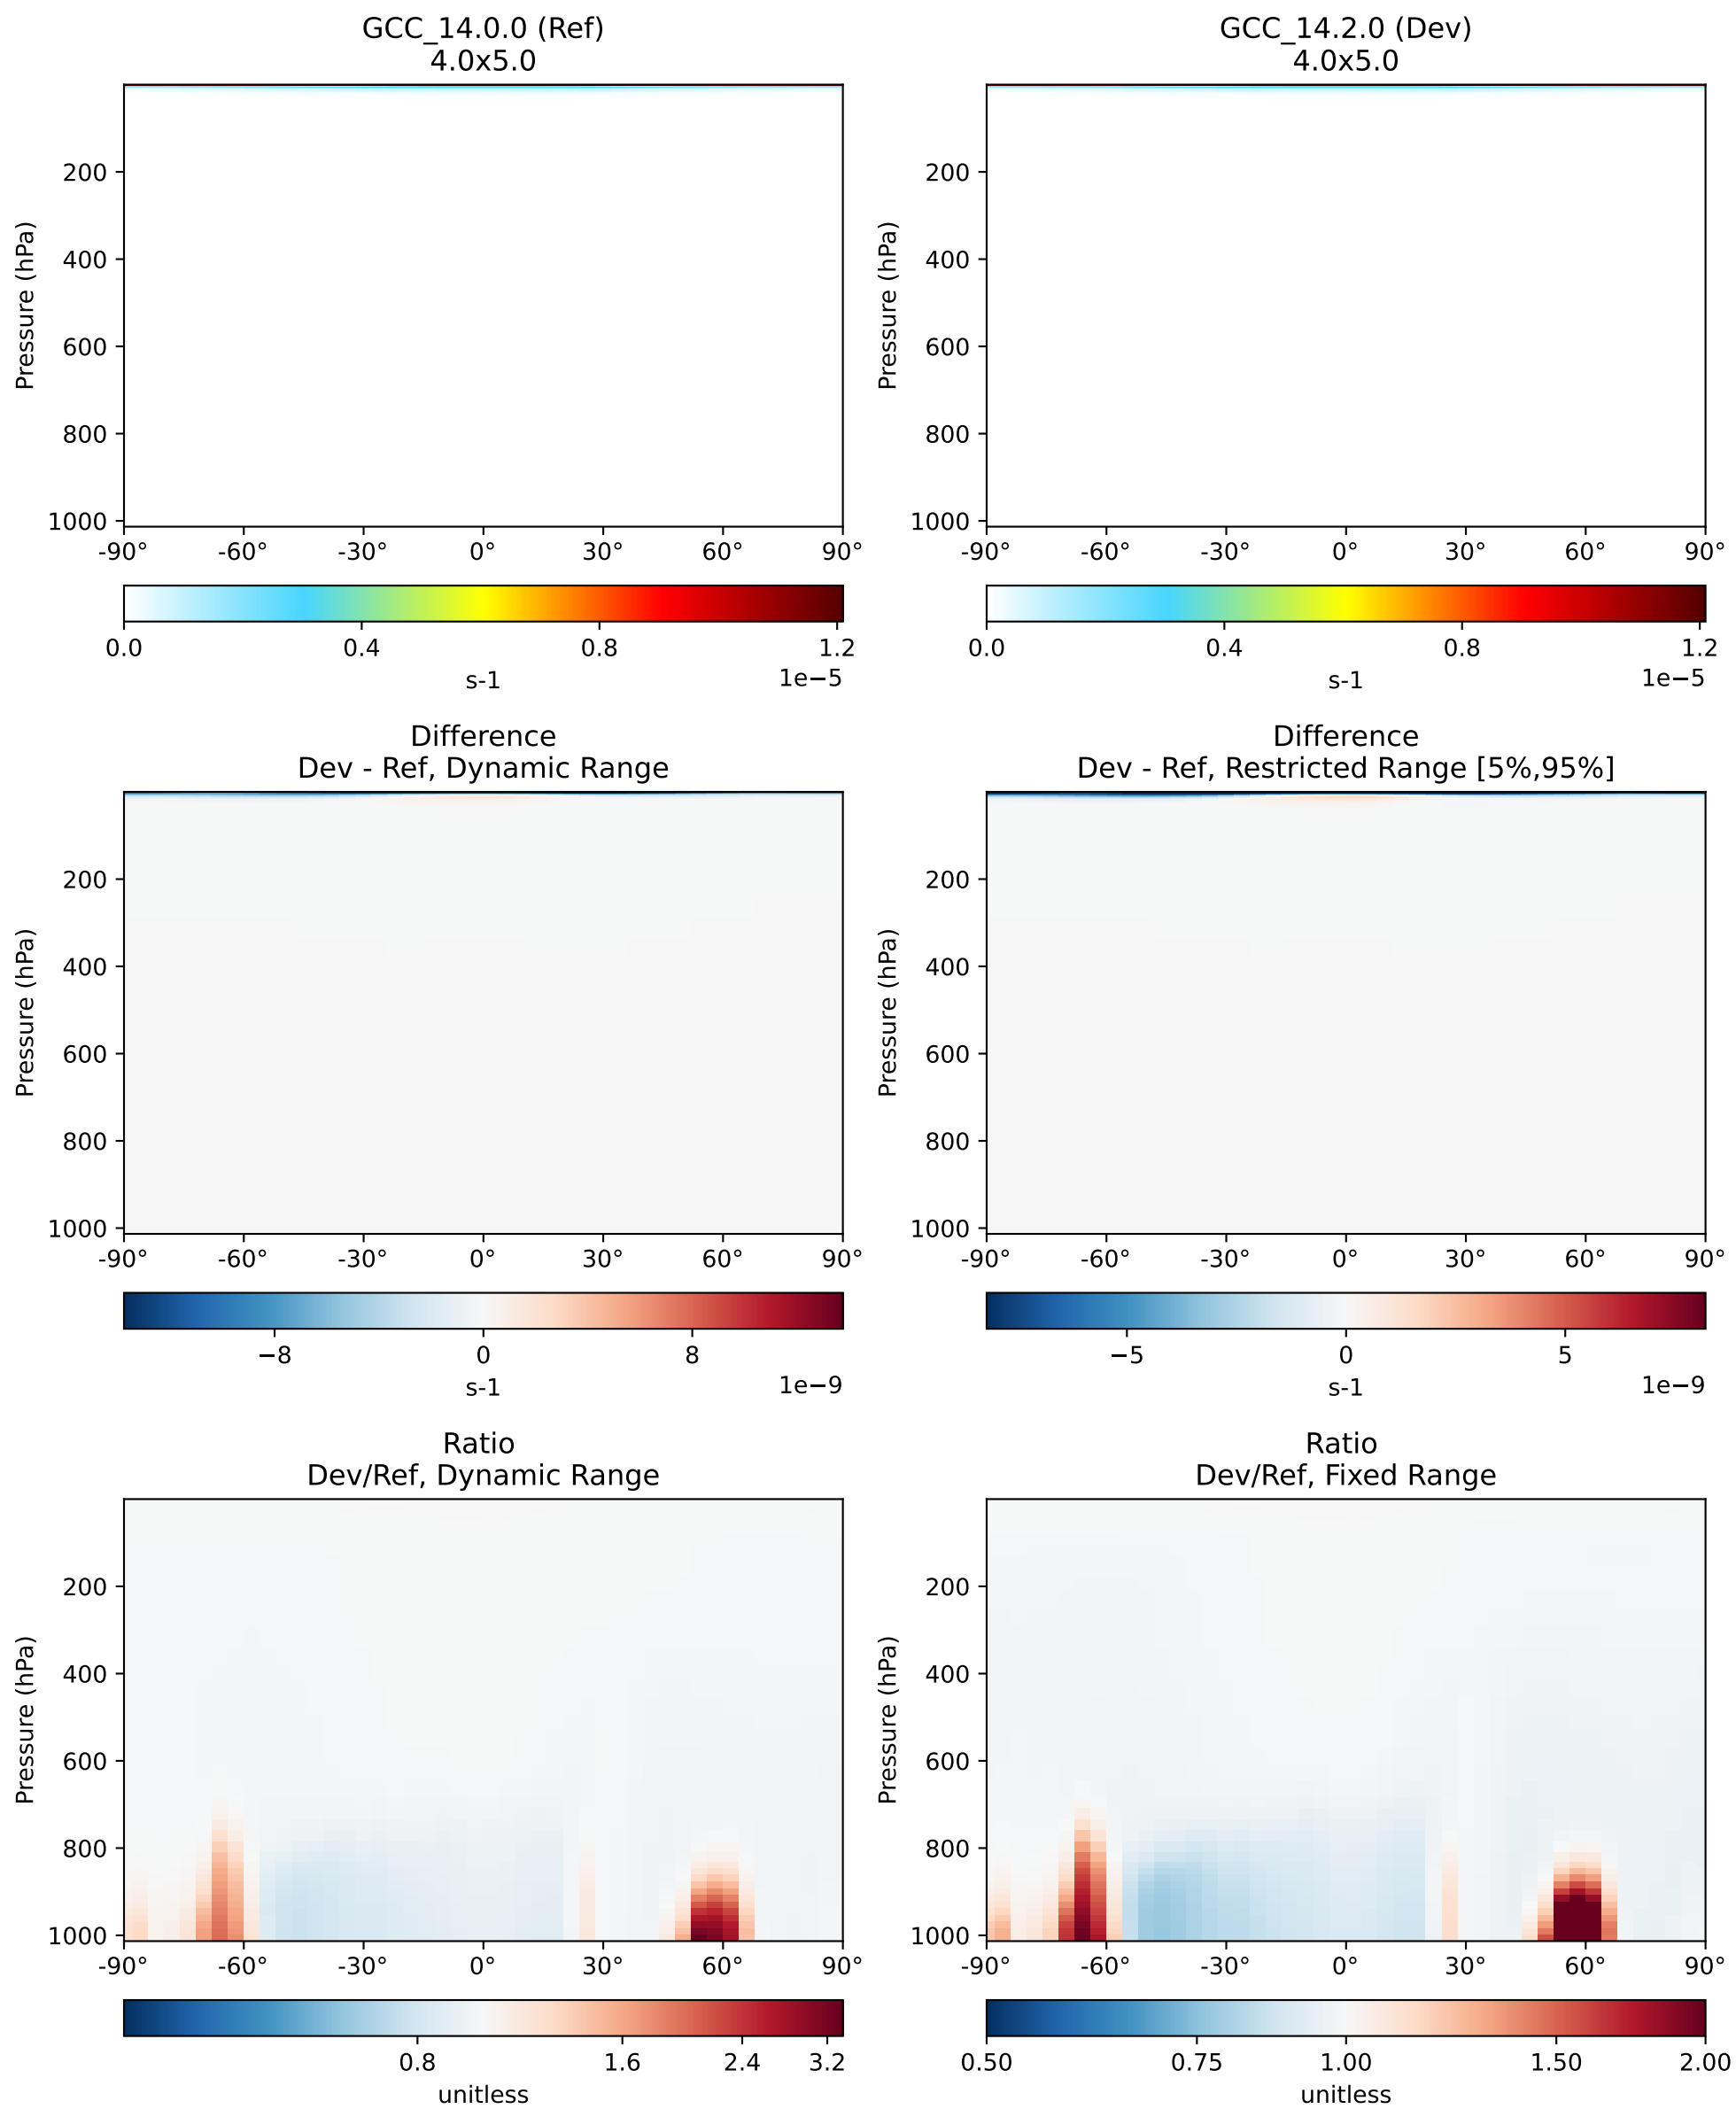 GCC_14.0.0 (Ref)
4.0x5.0
Pressure (hPa)
200
400
600
800
1000
-90° -60° -30° 0° 30° 60° 90°
0.0 0.4 0.8 1.2
s-1 1e−5
GCC_14.2.0 (Dev)
4.0x5.0
Pressure (hPa)
200
400
600
800
1000
-90° -60° -30° 0° 30° 60° 90°
0.0 0.4 0.8 1.2
s-1 1e−5
Difference
Dev - Ref, Dynamic Range
Pressure (hPa)
200
400
600
800
1000
-90° -60° -30° 0° 30° 60° 90°
−8 0 8
s-1 1e−9
Difference
Dev - Ref, Restricted Range [5%,95%]
Pressure (hPa)
200
400
600
800
1000
-90° -60° -30° 0° 30° 60° 90°
−5 0 5
s-1 1e−9
Ratio
Dev/Ref, Dynamic Range
Pressure (hPa)
200
400
600
800
1000
-90° -60° -30° 0° 30° 60° 90°
0.8 1.6 2.4 3.2
unitless
Ratio
Dev/Ref, Fixed Range
Pressure (hPa)
200
400
600
800
1000
-90° -60° -30° 0° 30° 60° 90°
0.50 0.75 1.00 1.50 2.00
unitless